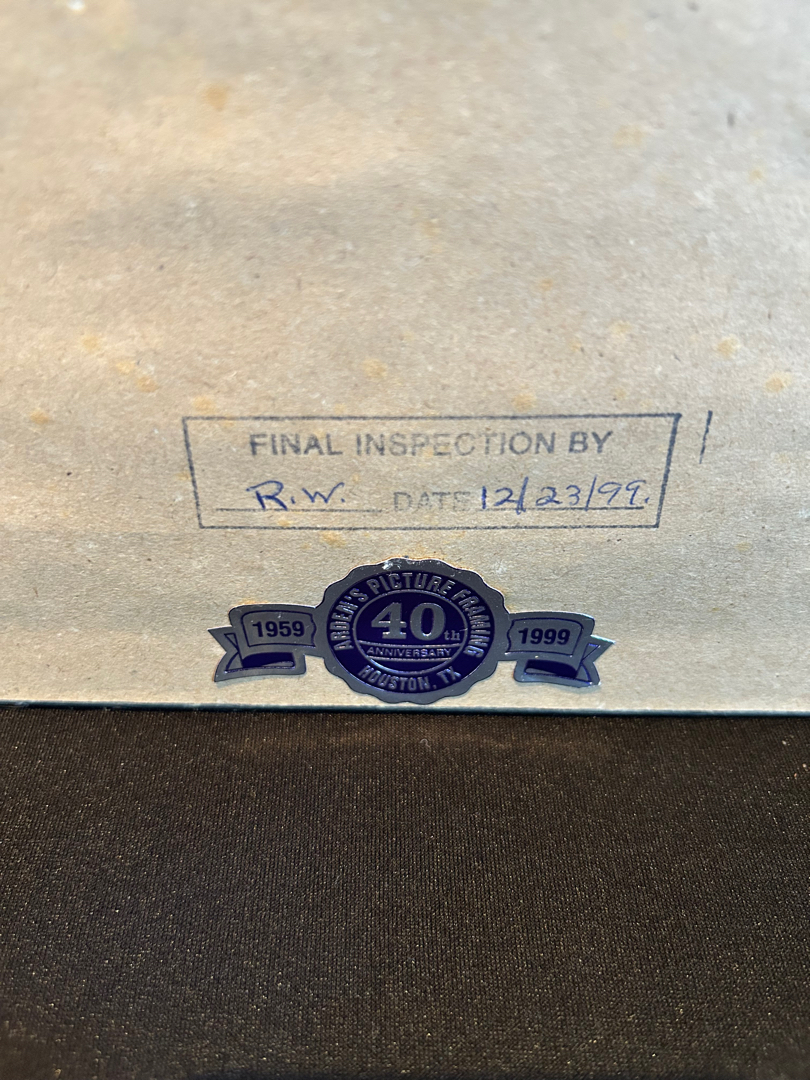 FINAL INSPECTION BY
R.W. DATE 12/23/99.
ARDEN'S PICTURE FRAMING
1959 40th 1999
ANNIVERSARY
HOUSTON, TX